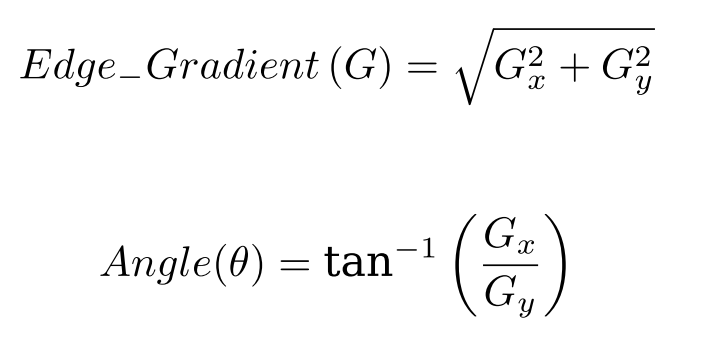 Edge_Gradient (G) = √(G_x^2 + G_y^2)
Angle(θ) = tan^{-1} (G_x / G_y)